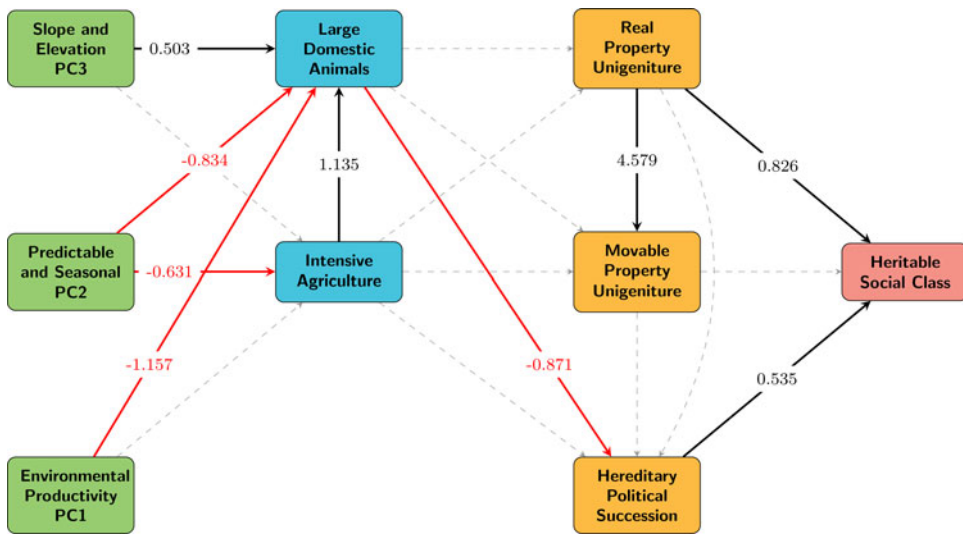 Slope and
Elevation
PC3
0.503
Large
Domestic
Animals
Real
Property
Unigeniture
-0.834
1.135
4.579
0.826
Predictable
and Seasonal
PC2
-0.631
Intensive
Agriculture
Movable
Property
Unigeniture
Heritable
Social Class
-1.157
-0.871
0.535
Environmental
Productivity
PC1
Hereditary
Political
Succession